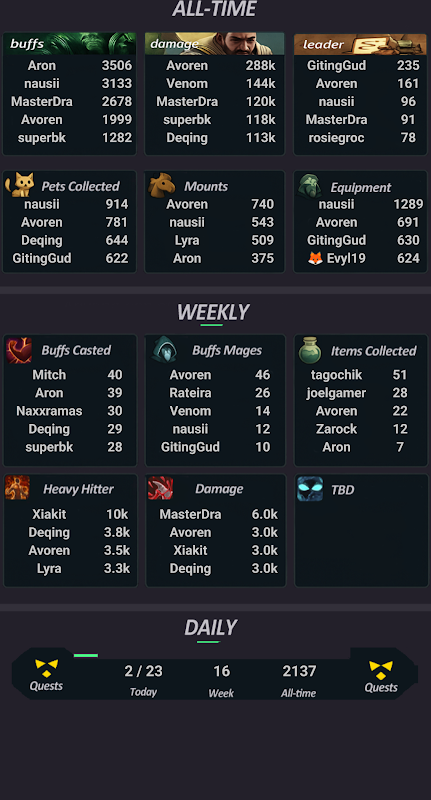 ALL-TIME
buffs
Aron 3506
nausii 3133
MasterDra 2678
Avoren 1999
superbk 1282
damage
Avoren 288k
Venom 144k
MasterDra 120k
superbk 118k
Deqing 113k
leader
GitingGud 235
Avoren 161
nausii 96
MasterDra 91
rosiegroc 78
Pets Collected
nausii 914
Avoren 781
Deqing 644
GitingGud 622
Mounts
Avoren 740
nausii 543
Lyra 509
Aron 375
Equipment
nausii 1289
Avoren 691
GitingGud 630
🦊 Evyl19 624
WEEKLY
Buffs Casted
Mitch 40
Aron 39
Naxxramas 30
Deqing 29
superbk 28
Buffs Mages
Avoren 46
Rateira 26
Venom 14
nausii 12
GitingGud 10
Items Collected
tagochik 51
joelgamer 28
Avoren 22
Zarock 12
Aron 7
Heavy Hitter
Xiakit 10k
Deqing 3.8k
Avoren 3.5k
Lyra 3.3k
Damage
MasterDra 6.0k
Avoren 3.0k
Xiakit 3.0k
Deqing 3.0k
TBD
DAILY
Quests
2 / 23
Today
16
Week
2137
All-time
Quests